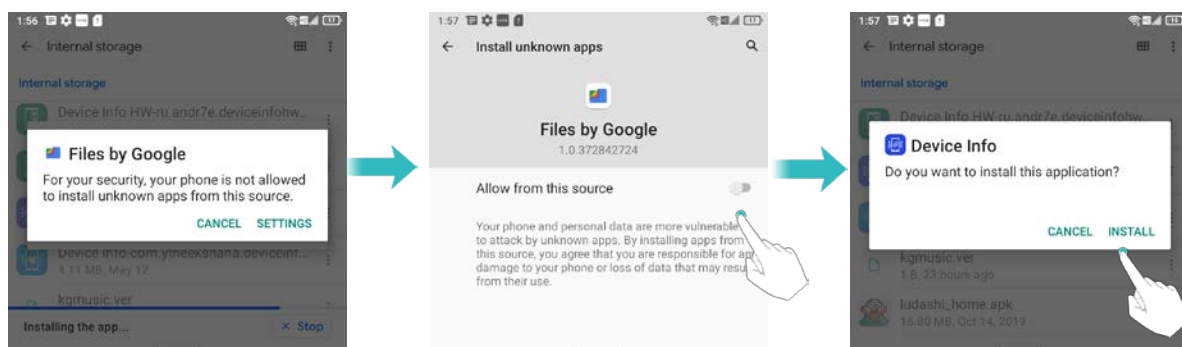 1:56
Internal storage
Internal storage
Device Info HW-ru.andr7e.deviceinfohw...
Files by Google
For your security, your phone is not allowed
to install unknown apps from this source.
CANCEL SETTINGS
Device Info-com.ytheekshana.deviceint...
4.11 MB, May 12
kgmusic.ver
Installing the app...
× Stop
1:57
Install unknown apps
Files by Google
1.0.372842724
Allow from this source
Your phone and personal data are more vulnerable
to attack by unknown apps. By installing apps from
this source, you agree that you are responsible for
damage to your phone or loss of data that may
from their use.
1:57
Internal storage
Internal storage
Device Info HW-ru.andr7e.deviceinfohw...
Device Info
Do you want to install this application?
CANCEL INSTALL
kgmusic.ver
1 B, 23 hours ago
ludashi_home.apk
16.80 MB, Oct 14, 2019